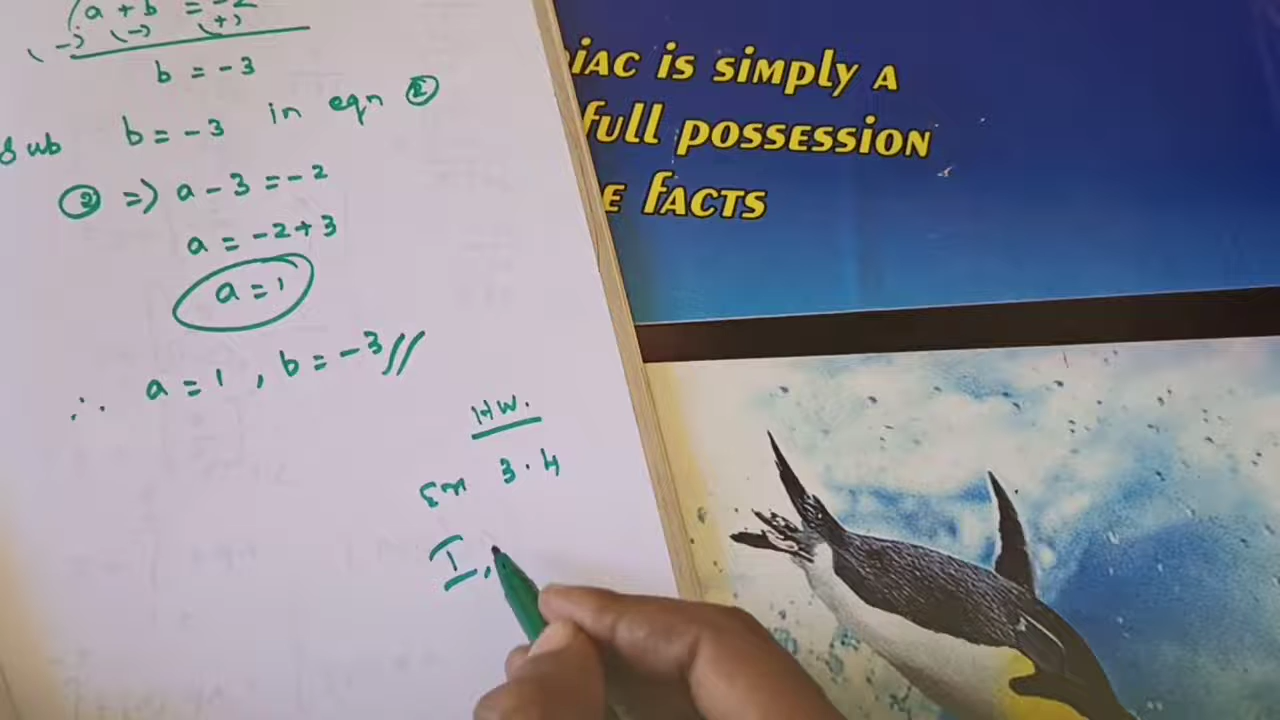 a + b = -2
(-) (-) (+)
b = -3
Sub b = -3 in eqn ②
② => a - 3 = -2
a = -2 + 3
a = 1
∴ a = 1, b = -3//
HW.
Ex 3.4
I,
IAC is simply a
full possession
E facts